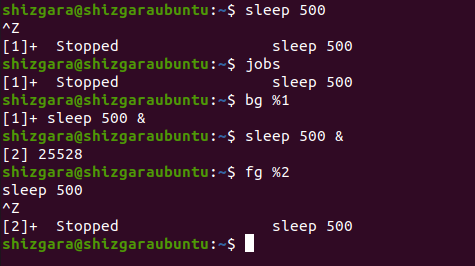 shizgara@shizgaraubuntu:~$ sleep 500
^Z
[1]+  Stopped                 sleep 500
shizgara@shizgaraubuntu:~$ jobs
[1]+  Stopped                 sleep 500
shizgara@shizgaraubuntu:~$ bg %1
[1]+ sleep 500 &
shizgara@shizgaraubuntu:~$ sleep 500 &
[2] 25528
shizgara@shizgaraubuntu:~$ fg %2
sleep 500
^Z
[2]+  Stopped                 sleep 500
shizgara@shizgaraubuntu:~$